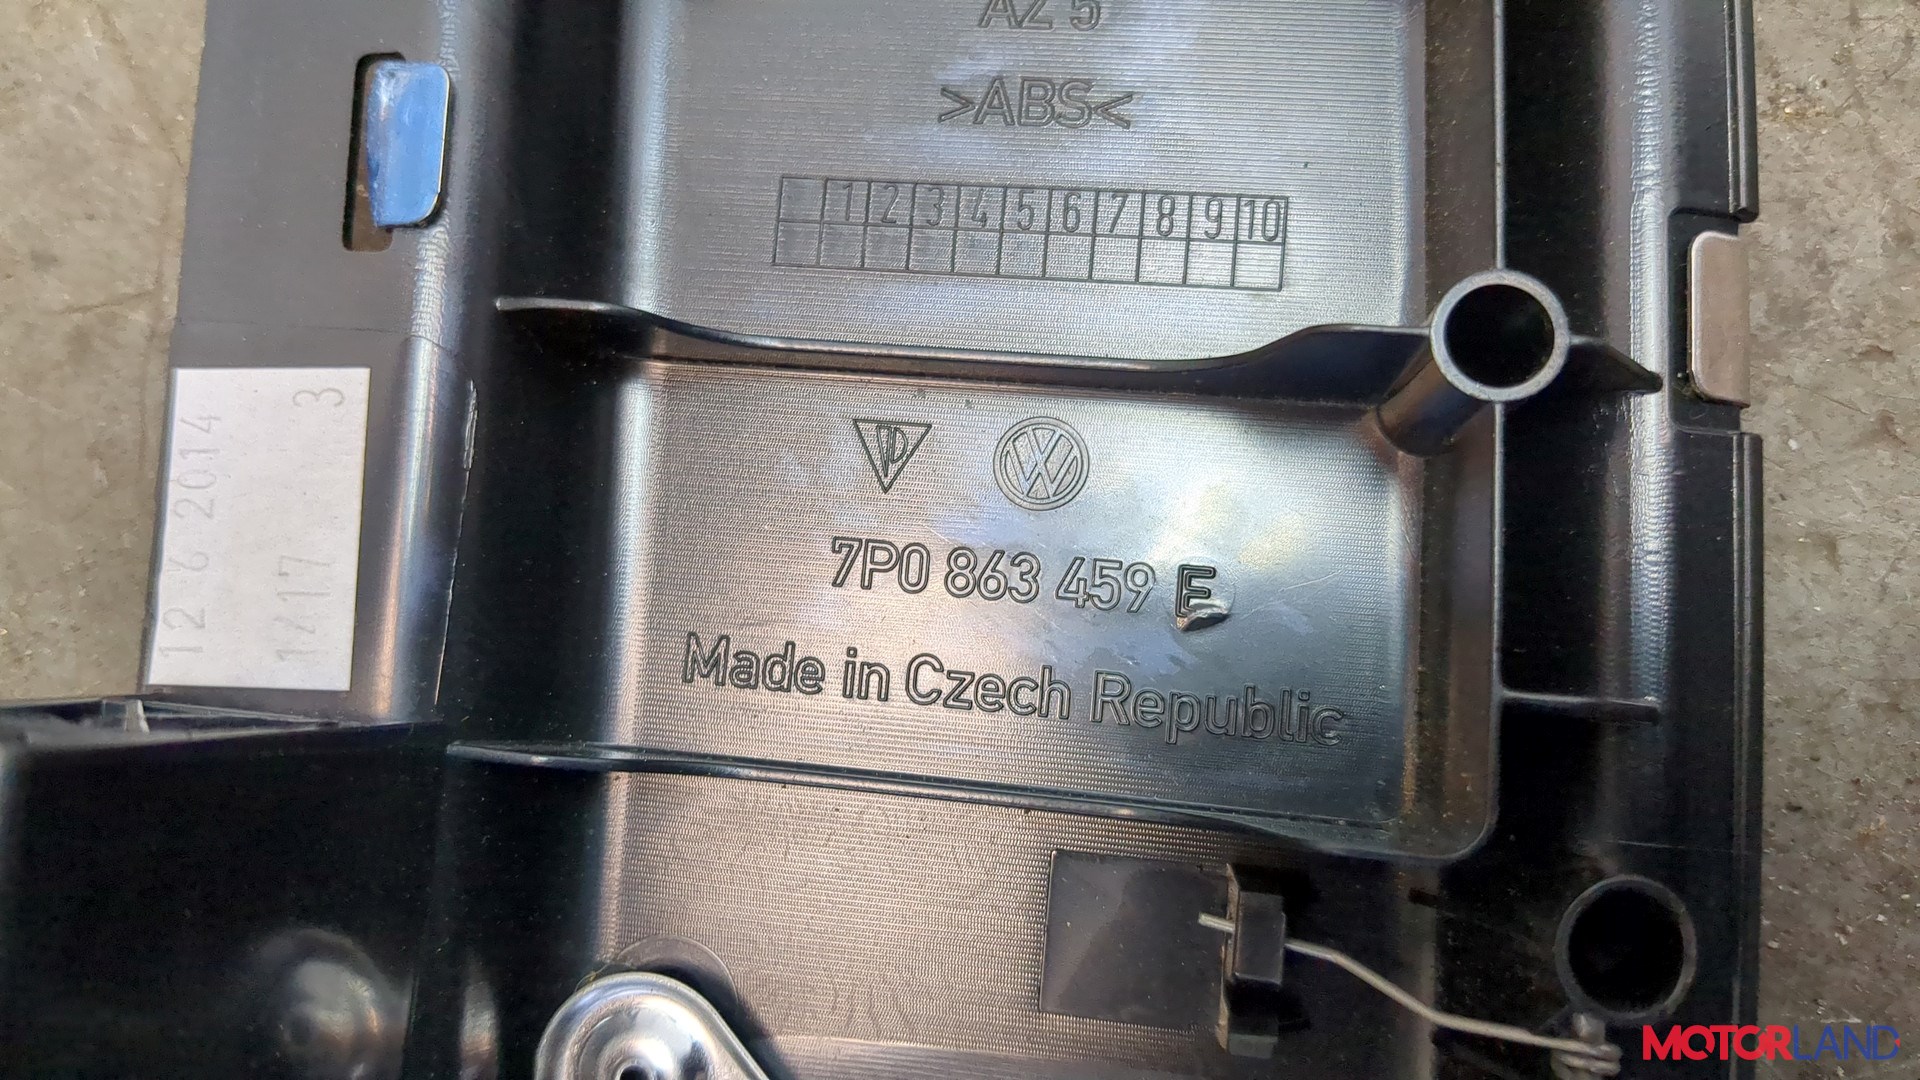 AZ 5
>ABS<
1 2 3 4 5 6 7 8 9 10
7P0 863 459 E
Made in Czech Republic
12 6 2014 3
1417
MOTORLAND